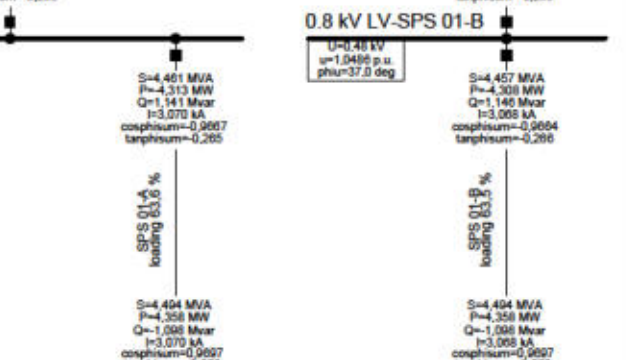 0.8 kV LV-SPS 01-B
U=0,48 kV
u=1,0486 p.u.
phiu=37,0 deg
S=4,461 MVA
P=-4,313 MW
Q=1,141 Mvar
I=3,070 kA
cosphisum=-0,9667
tanphisum=-0,265
S=4,457 MVA
P=-4,308 MW
Q=1,146 Mvar
I=3,068 kA
cosphisum=-0,9664
tanphisum=-0,266
SPS 01-A
loading 63,6 %
SPS 01-B
loading 63,5 %
S=4,494 MVA
P=4,358 MW
Q=-1,098 Mvar
I=3,070 kA
cosphisum=0,9697
S=4,494 MVA
P=4,358 MW
Q=-1,098 Mvar
I=3,068 kA
cosphisum=0,9697